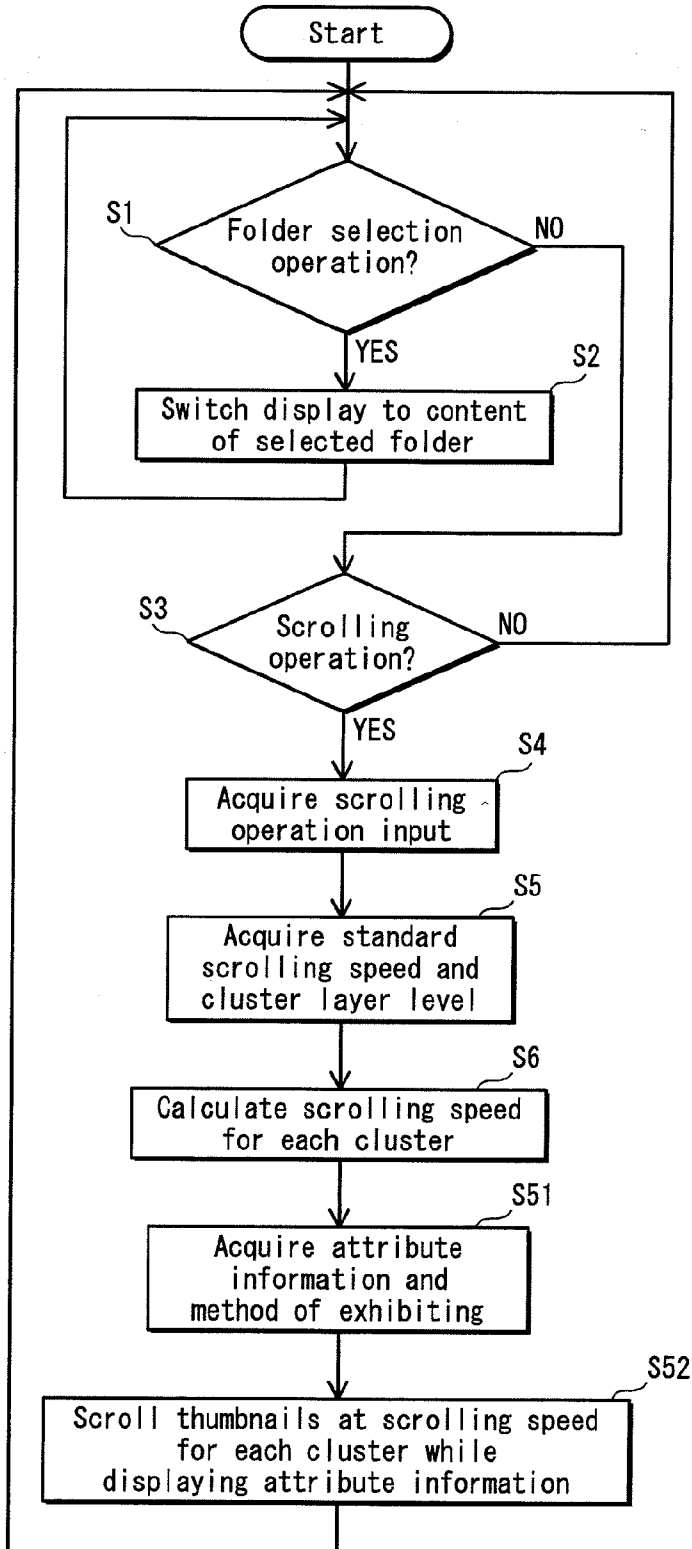 Start
S1
Folder selection
operation?
NO
YES
S2
Switch display to content
of selected folder
S3
Scrolling
operation?
NO
YES
S4
Acquire scrolling
operation input
S5
Acquire standard
scrolling speed and
cluster layer level
S6
Calculate scrolling speed
for each cluster
S51
Acquire attribute
information and
method of exhibiting
S52
Scroll thumbnails at scrolling speed
for each cluster while
displaying attribute information